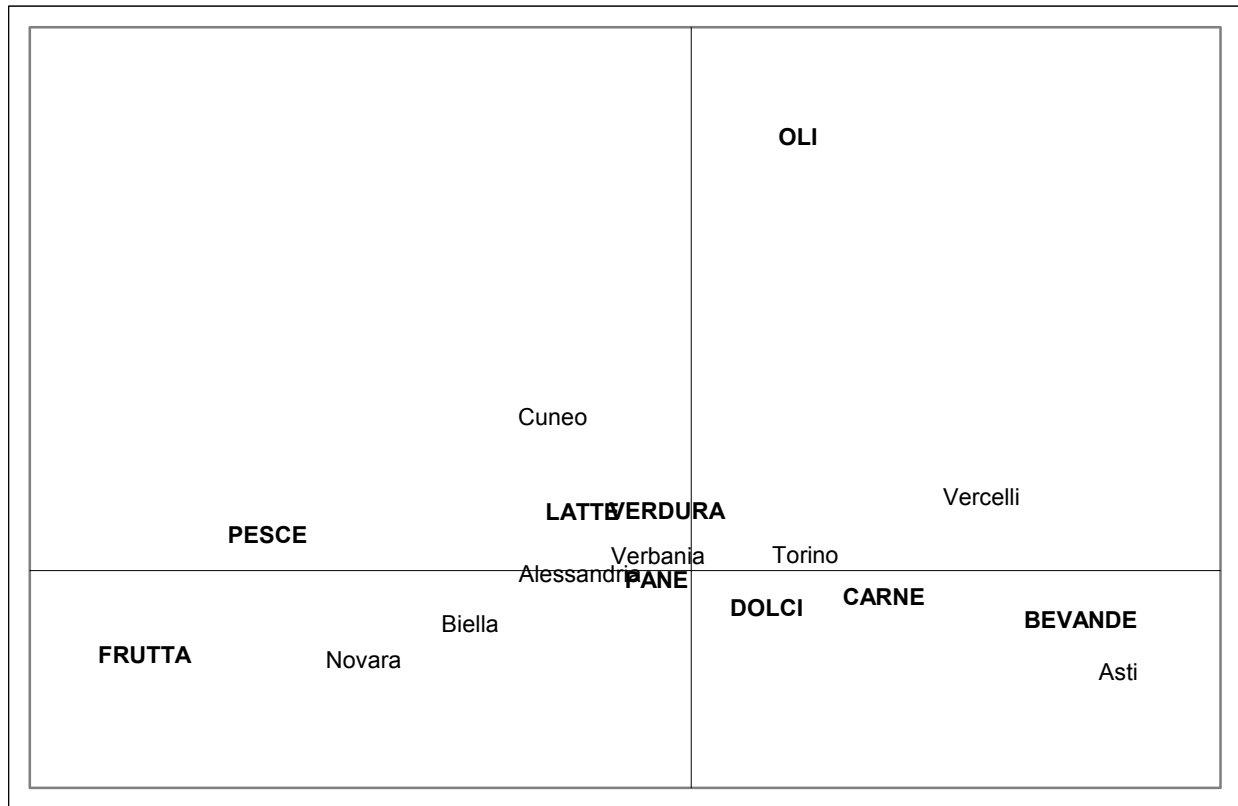 OLI
Cuneo
Vercelli
LATTE VERDURA
PESCE
Verbania Torino
Alessandria PANE
CARNE
DOLCI
BEVANDE
Biella
FRUTTA
Novara
Asti